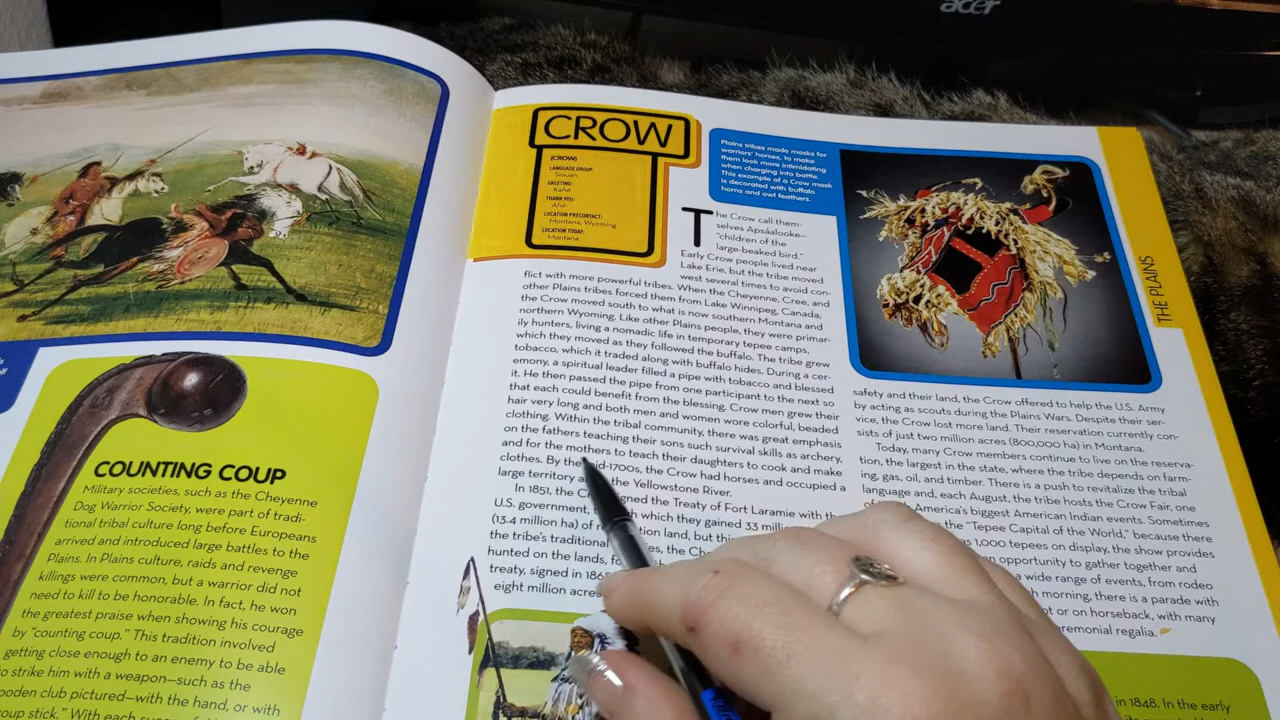 acer
s
ff
COUNTING COUP
Military societies, such as the Cheyenne
Dog Warrior Society, were part of tradi-
tional tribal culture long before Europeans
arrived and introduced large battles to the
Plains. In Plains culture, raids and revenge
killings were common, but a warrior did not
need to kill to be honorable. In fact, he won
the greatest praise when showing his courage
by "counting coup." This tradition involved
getting close enough to an enemy to be able
to strike him with a weapon—such as the
ooden club pictured—with the hand, or with
coup stick." With each
CROW
(CROW)
LANGUAGE GROUP:
Siouan
GREETING:
Kahé
THANK YOU:
Ahó
LOCATION PRECONTACT:
Montana, Wyoming
LOCATION TODAY:
Montana
Plains tribes made masks for
warriors' horses, to make
them look more intimidating
when charging into battle.
This example of a Crow mask
is decorated with buffalo
horns and owl feathers.
The Crow call them-
selves Apsáalooke—
"children of the
large-beaked bird."
Early Crow people lived near
Lake Erie, but the tribe moved
west several times to avoid con-
flict with more powerful tribes. When the Cheyenne, Cree, and
other Plains tribes forced them from Lake Winnipeg, Canada,
the Crow moved south to what is now southern Montana and
northern Wyoming. Like other Plains people, they were primar-
ily hunters, living a nomadic life in temporary tepee camps,
which they moved as they followed the buffalo. The tribe grew
tobacco, which it traded along with buffalo hides. During a cer-
emony, a spiritual leader filled a pipe with tobacco and blessed
it. He then passed the pipe from one participant to the next so
that each could benefit from the blessing. Crow men grew their
hair very long and both men and women wore colorful, beaded
clothing. Within the tribal community, there was great emphasis
on the fathers teaching their sons such survival skills as archery,
and for the mothers to teach their daughters to cook and make
clothes. By the mid-1700s, the Crow had horses and occupied a
large territory the Yellowstone River.
In 1851, the signed the Treaty of Fort Laramie with the
U.S. government, which they gained 33
(13.4 million ha) of land, but
the tribe's traditional the
hunted on the lands,
treaty, signed in
eight million acres
safety and their land, the Crow offered to help the U.S. Army
by acting as scouts during the Plains Wars. Despite their ser-
vice, the Crow lost more land. Their reservation currently con-
sists of just two million acres (800,000 ha) in Montana.
Today, many Crow members continue to live on the reserva-
tion, the largest in the state, where the tribe depends on farm-
ing, gas, oil, and timber. There is a push to revitalize the tribal
language and, each August, the tribe hosts the Crow Fair, one
of America's biggest American Indian events. Sometimes
the "Tepee Capital of the World," because there
as 1,000 tepees on display, the show provides
opportunity to gather together and
a wide range of events, from rodeo
morning, there is a parade with
or on horseback, with many
ceremonial regalia.
THE PLAINS
in 1848. In the early